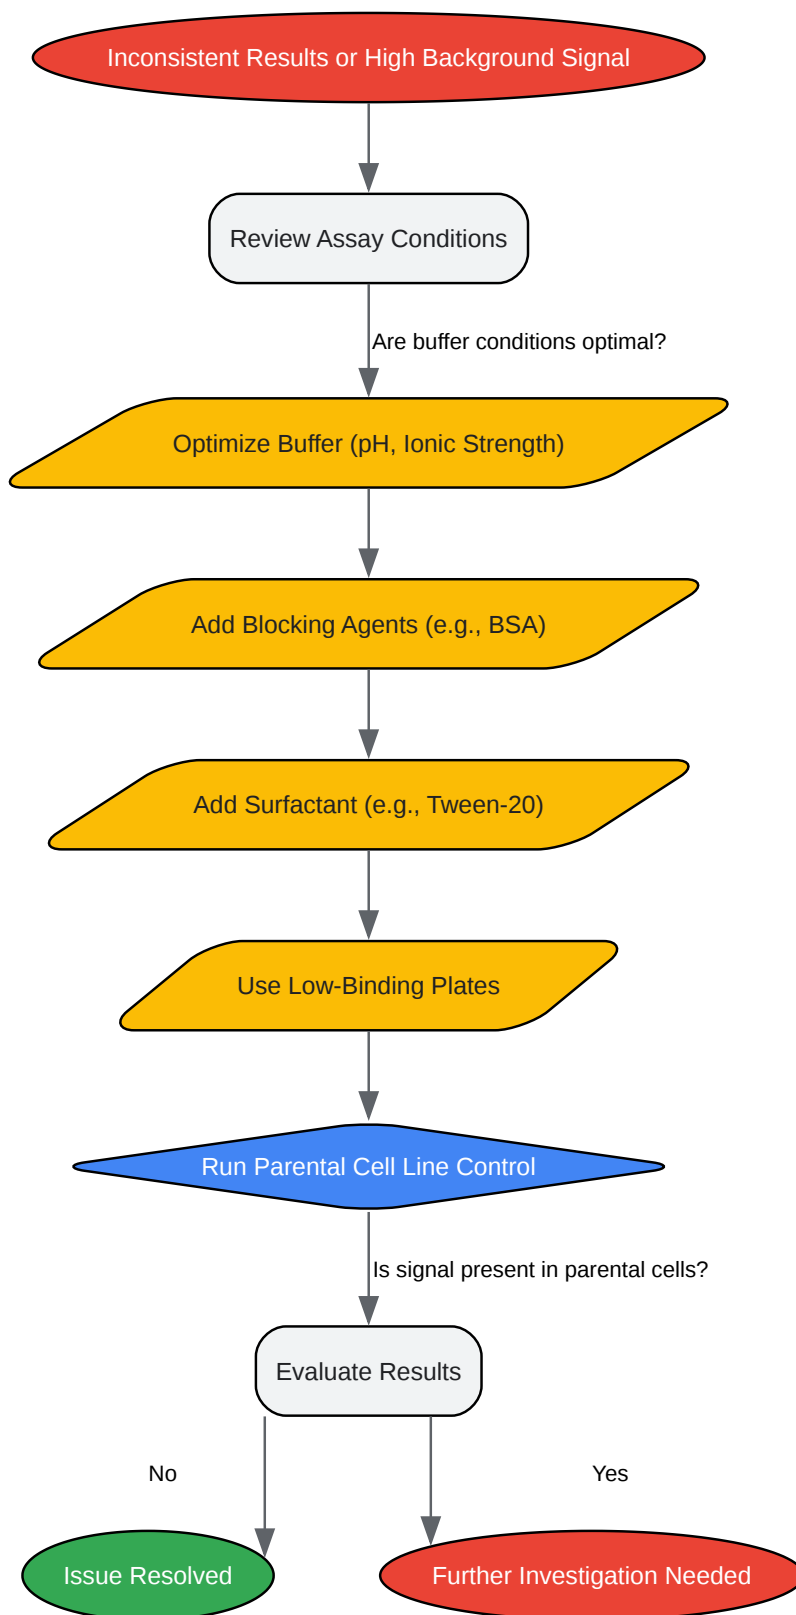 Inconsistent Results or High Background Signal
Review Assay Conditions
Are buffer conditions optimal?
Optimize Buffer (pH, Ionic Strength)
Add Blocking Agents (e.g., BSA)
Add Surfactant (e.g., Tween-20)
Use Low-Binding Plates
Run Parental Cell Line Control
Is signal present in parental cells?
Evaluate Results
No
Yes
Issue Resolved
Further Investigation Needed